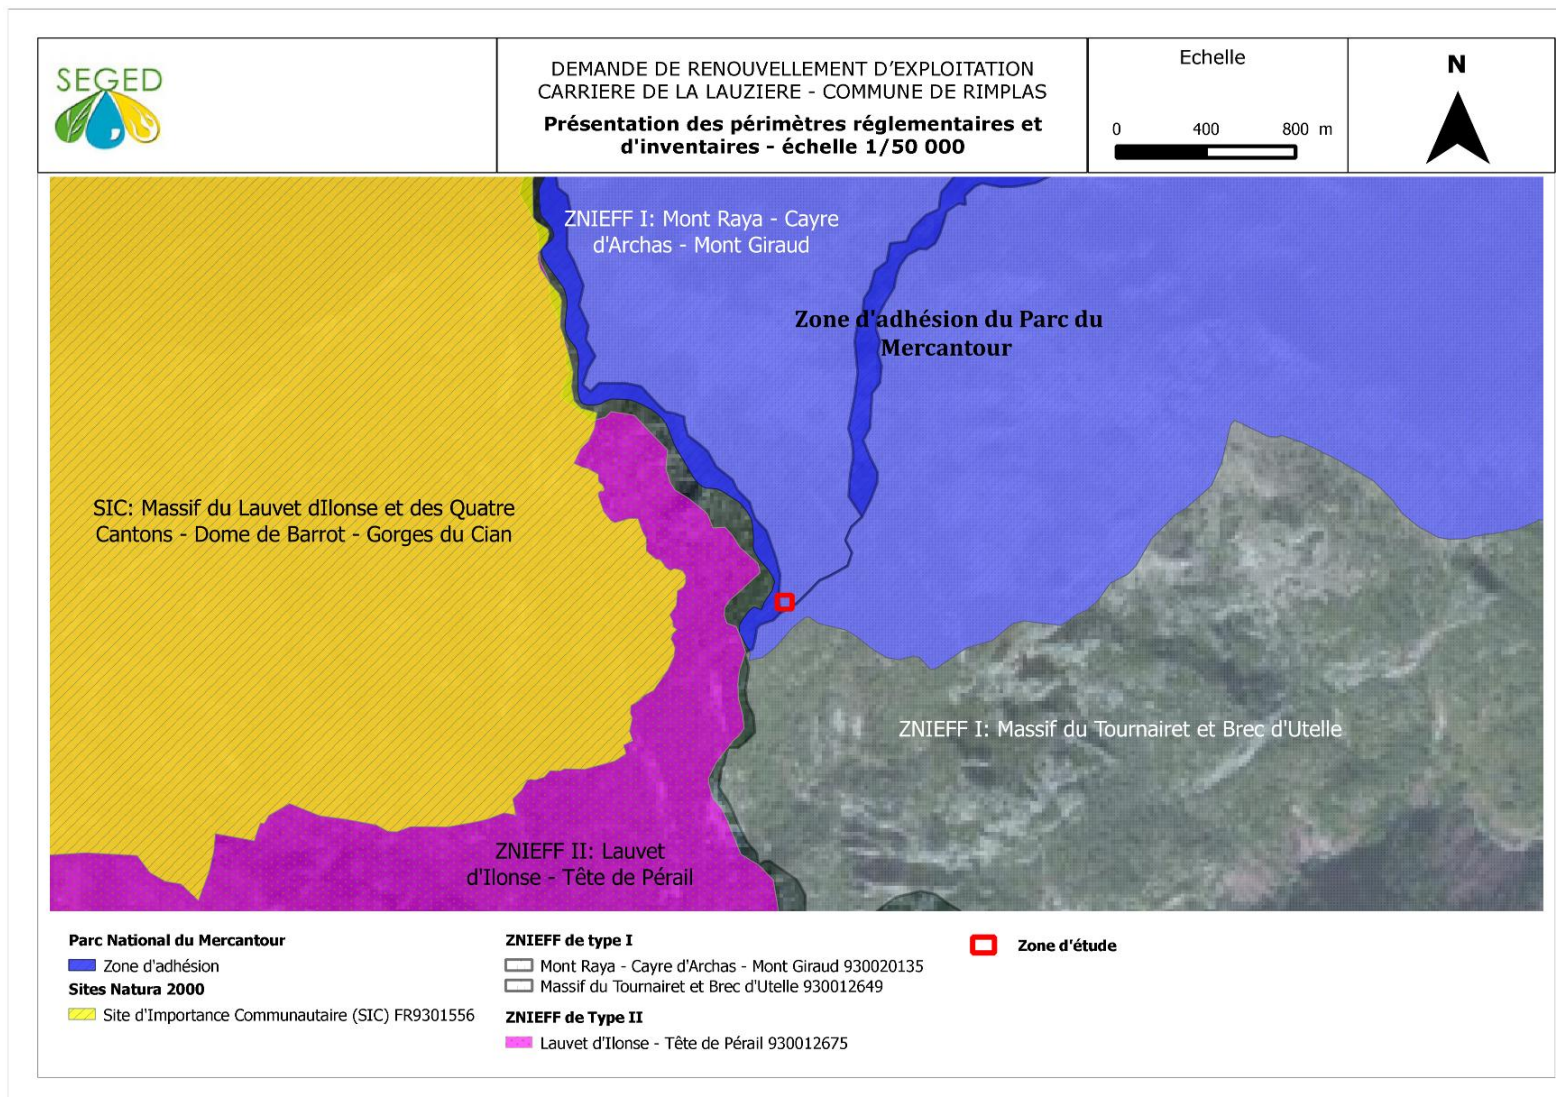 SEGED
DEMANDE DE RENOUVELLEMENT D'EXPLOITATION
CARRIERE DE LA LAUZIERE - COMMUNE DE RIMPLAS
Présentation des périmètres réglementaires et
d'inventaires - échelle 1/50 000
Echelle
0 400 800 m
N
ZNIEFF I: Mont Raya - Cayre
d'Archas - Mont Giraud
Zone d'adhésion du Parc du
Mercantour
SIC: Massif du Lauvet dIlonse et des Quatre
Cantons - Dome de Barrot - Gorges du Cian
ZNIEFF I: Massif du Tournairet et Brec d'Utelle
ZNIEFF II: Lauvet
d'Ilonse - Tête de Pérail
Parc National du Mercantour
Zone d'adhésion
Sites Natura 2000
Site d'Importance Communautaire (SIC) FR9301556
ZNIEFF de type I
Mont Raya - Cayre d'Archas - Mont Giraud 930020135
Massif du Tournairet et Brec d'Utelle 930012649
ZNIEFF de Type II
Lauvet d'Ilonse - Tête de Pérail 930012675
Zone d'étude